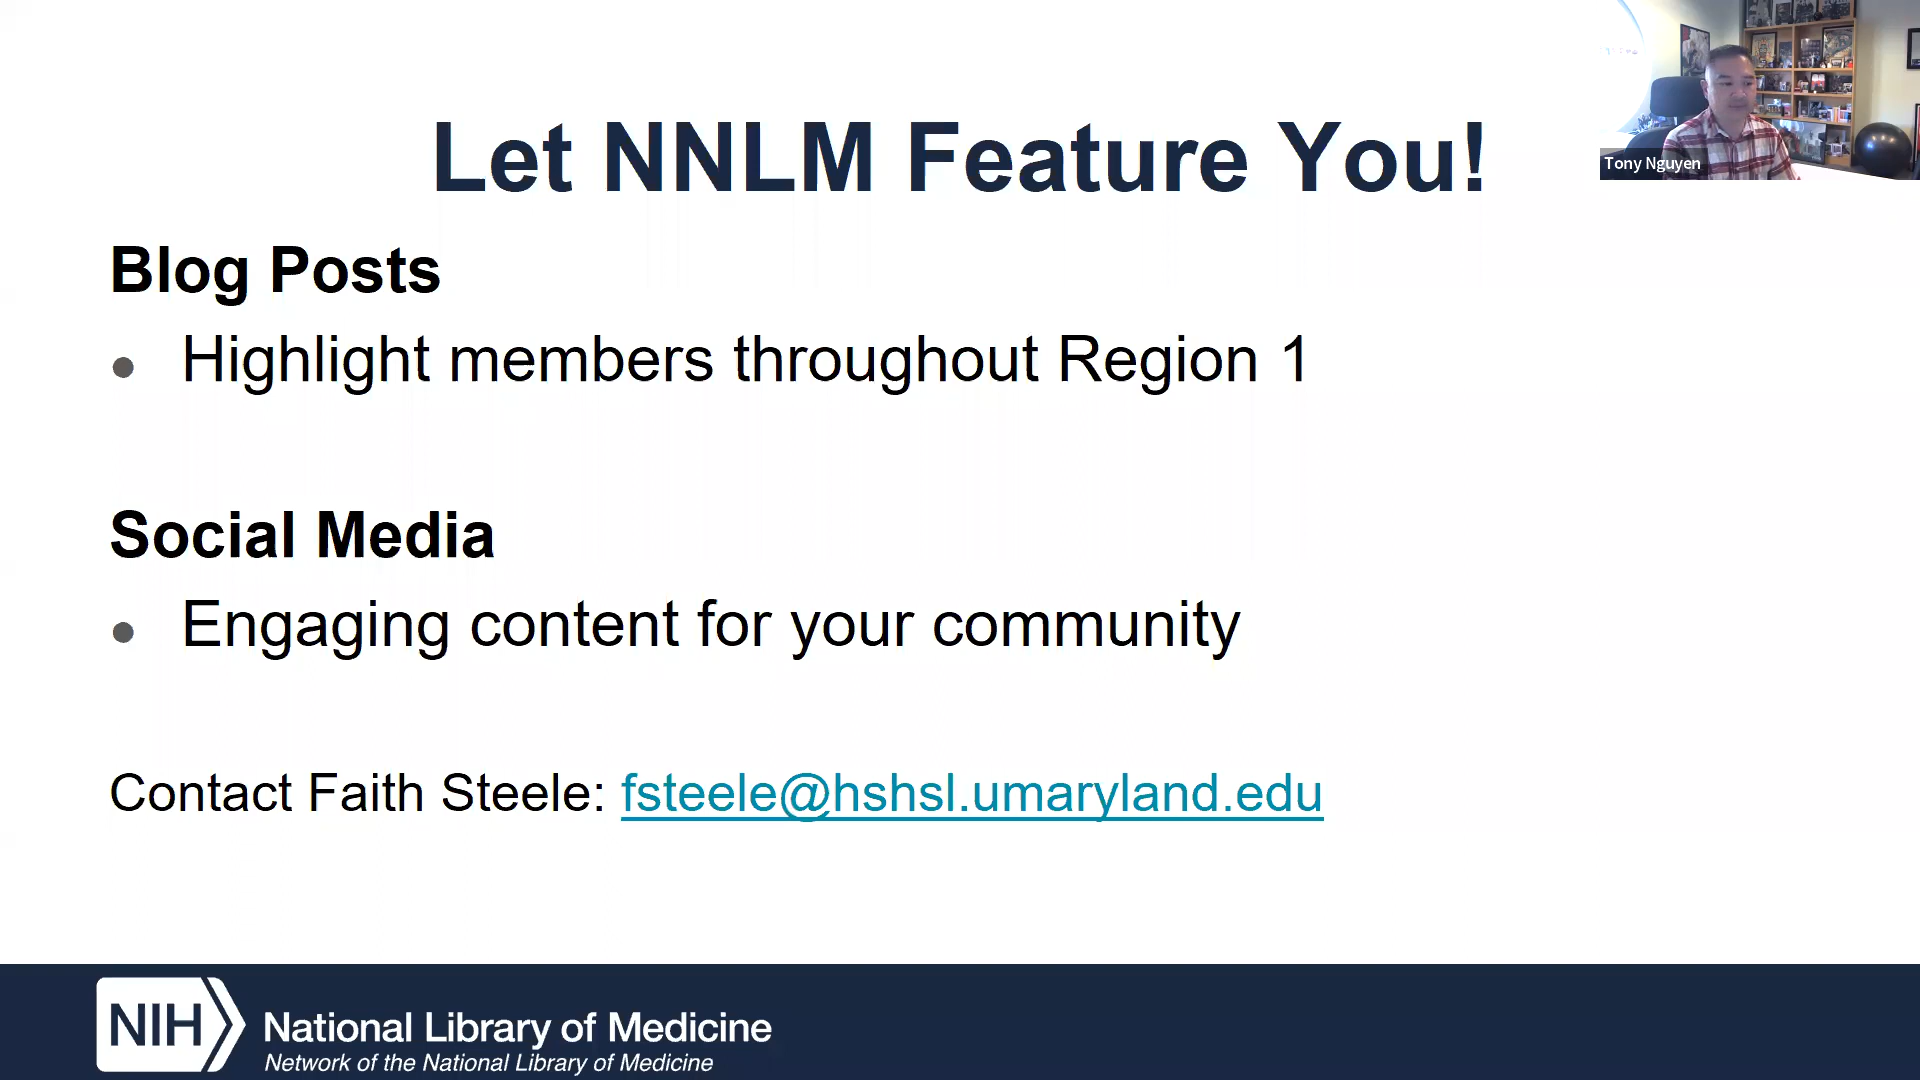 Let NNLM Feature You!
Tony Nguyen
Blog Posts
● Highlight members throughout Region 1
Social Media
● Engaging content for your community
Contact Faith Steele: fsteele@hshsl.umaryland.edu
NIH
National Library of Medicine
Network of the National Library of Medicine